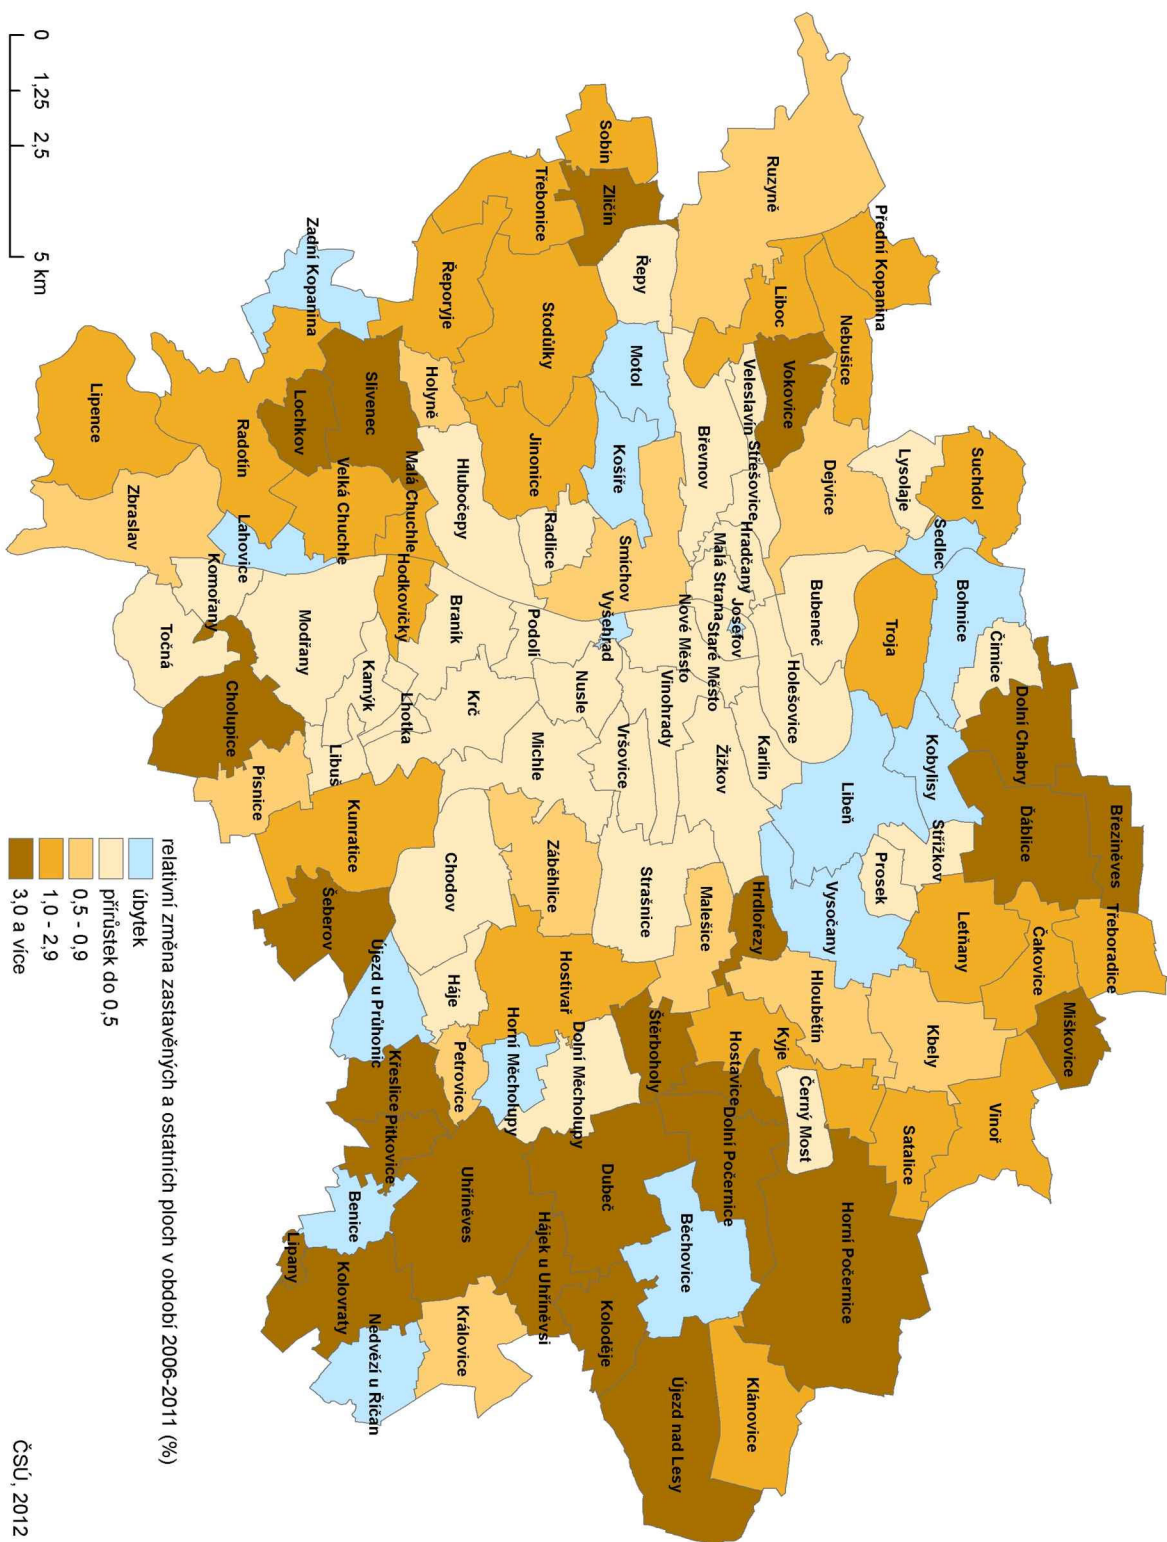 Přední Kopanina
Suchdol
Sedlec
Bohnice
Čimice
Dolní Chabry
Březiněves
Ďáblice
Třeboradice
Čakovice
Miškovice
Letňany
Kbely
Vinoř
Satalice
Ruzyně
Nebušice
Lysolaje
Liboc
Vokovice
Dejvice
Veleslavín
Střešovice
Bubeneč
Troja
Kobylisy
Střížkov
Prosek
Libeň
Vysočany
Holešovice
Karlín
Hloubětín
Hrdlořezy
Kyje
Hostavice
Černý Most
Horní Počernice
Dolní Počernice
Klánovice
Sobín
Zličín
Řepy
Motol
Břevnov
Hradčany
Malá Strana
Josefov
Staré Město
Nové Město
Žižkov
Vinohrady
Košíře
Smíchov
Vyšehrad
Nusle
Vršovice
Strašnice
Malešice
Štěrboholy
Dubeč
Běchovice
Újezd nad Lesy
Koloděje
Třebonice
Stodůlky
Jinonice
Radlice
Podolí
Michle
Záběhlice
Hostivař
Dolní Měcholupy
Horní Měcholupy
Hájek u Uhříněvsi
Řeporyje
Holyně
Hlubočepy
Braník
Krč
Chodov
Háje
Petrovice
Uhříněves
Královice
Zadní Kopanina
Slivenec
Lochkov
Malá Chuchle
Velká Chuchle
Hodkovičky
Lhotka
Kamýk
Libuš
Kunratice
Šeberov
Újezd u Průhonic
Křeslice
Pitkovice
Benice
Kolovraty
Lipany
Nedvězí u Říčan
Radotín
Lahovice
Modřany
Komořany
Lipence
Zbraslav
Točná
Cholupice
Písnice
relativní změna zastavěných a ostatních ploch v období 2006-2011 (%)
úbytek
přírůstek do 0,5
0,5 - 0,9
1,0 - 2,9
3,0 a více
0 1,25 2,5 5 km
ČSÚ, 2012